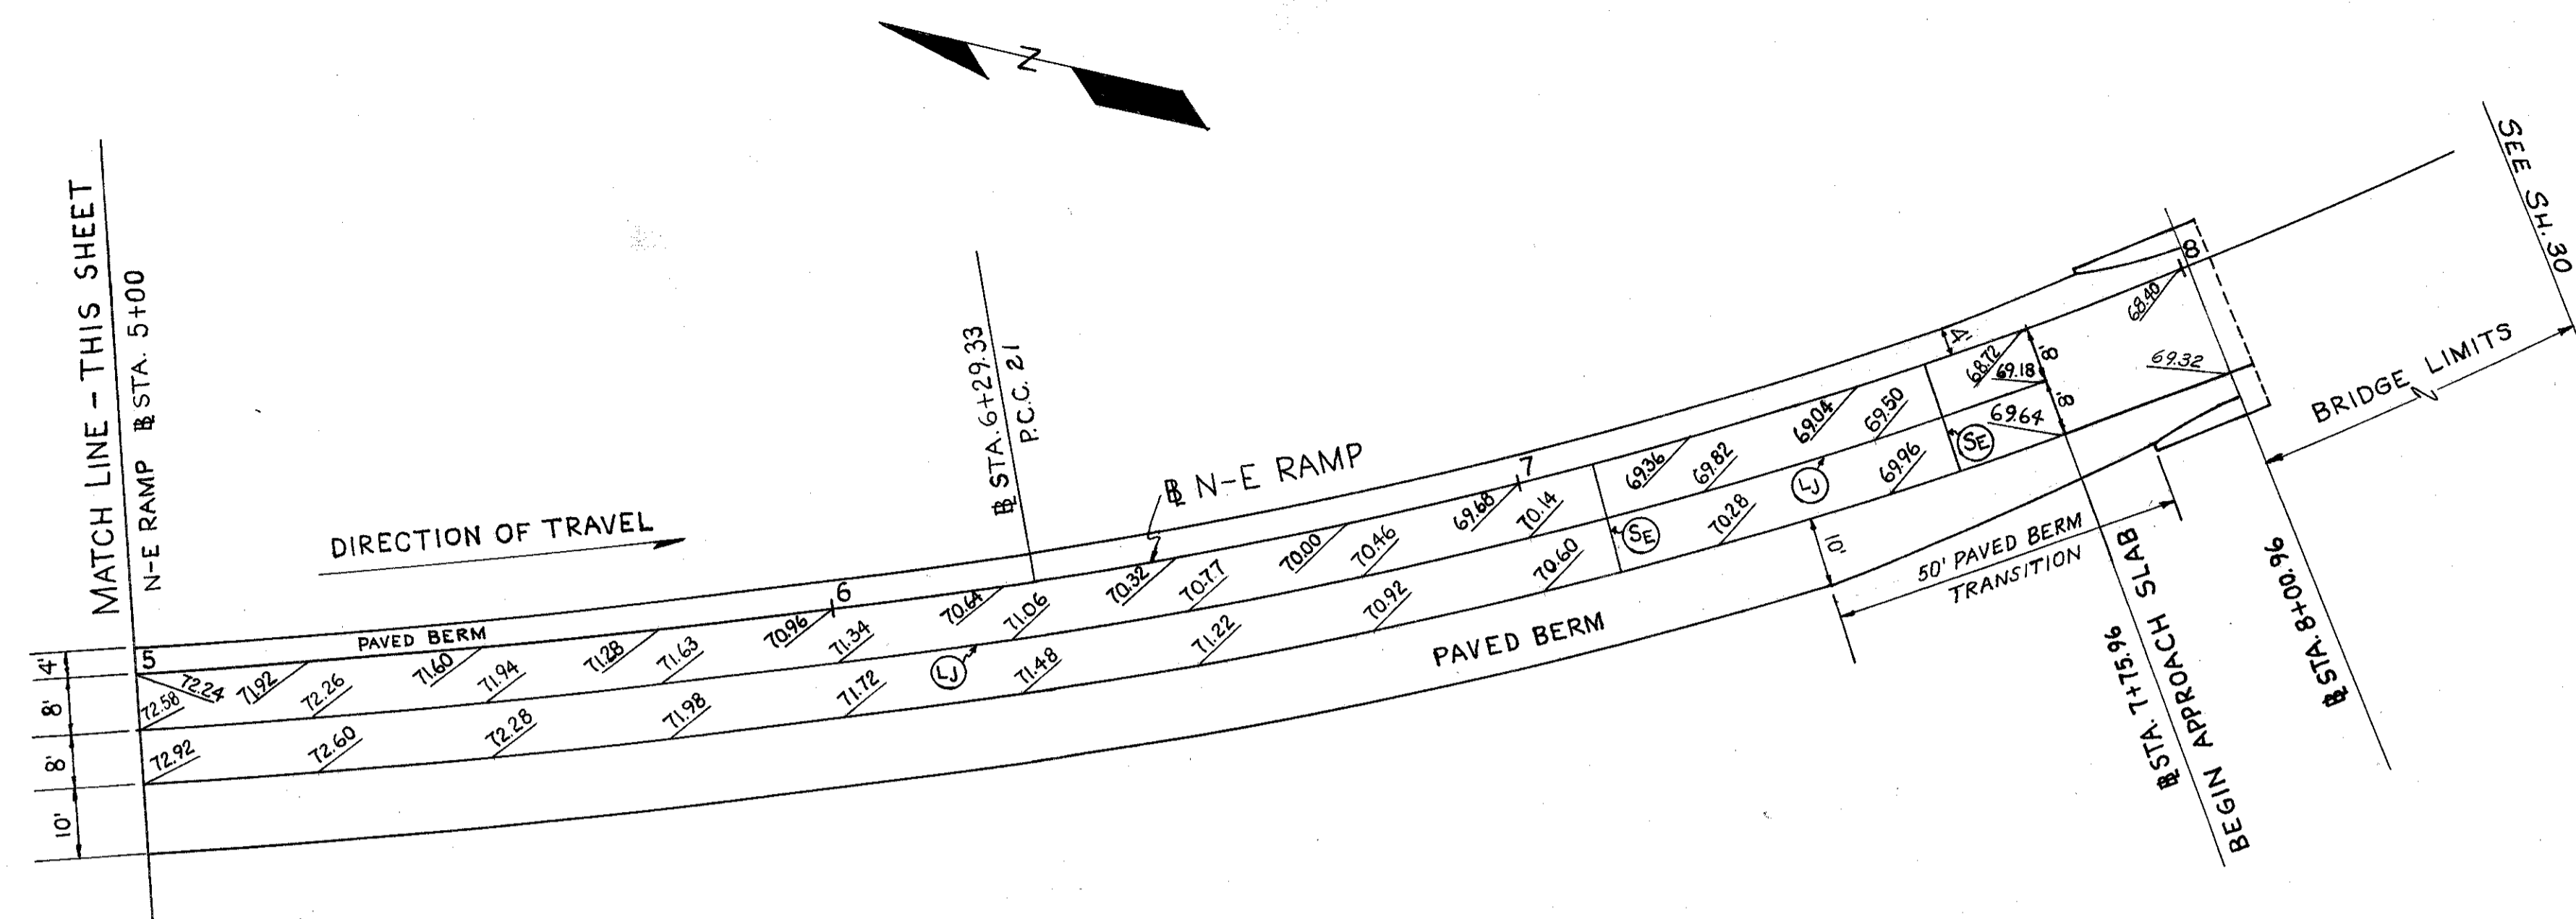 N
MATCH LINE - THIS SHEET
N-E RAMP ℄ STA. 5+00
DIRECTION OF TRAVEL
STA. 6+29.33
P.C.C. 21
N-E RAMP
SEE SH. 30
BRIDGE LIMITS
PAVED BERM
PAVED BERM
50' PAVED BERM
TRANSITION
STA. 7+75.96
BEGIN APPROACH SLAB
STA. 8+00.96
5
6
7
8
4'
8'
8'
10'
72.24
71.92
71.60
71.28
70.96
70.64
70.32
70.00
69.68
69.36
69.04
68.72
68.40
72.58
72.26
71.94
71.63
71.34
71.06
70.77
70.46
70.14
69.82
69.50
69.18
72.92
72.60
72.28
71.98
71.72
71.48
71.22
70.92
70.60
70.28
69.96
69.64
69.32
LJ
LJ
SE
SE
4'
8'
8'
10'